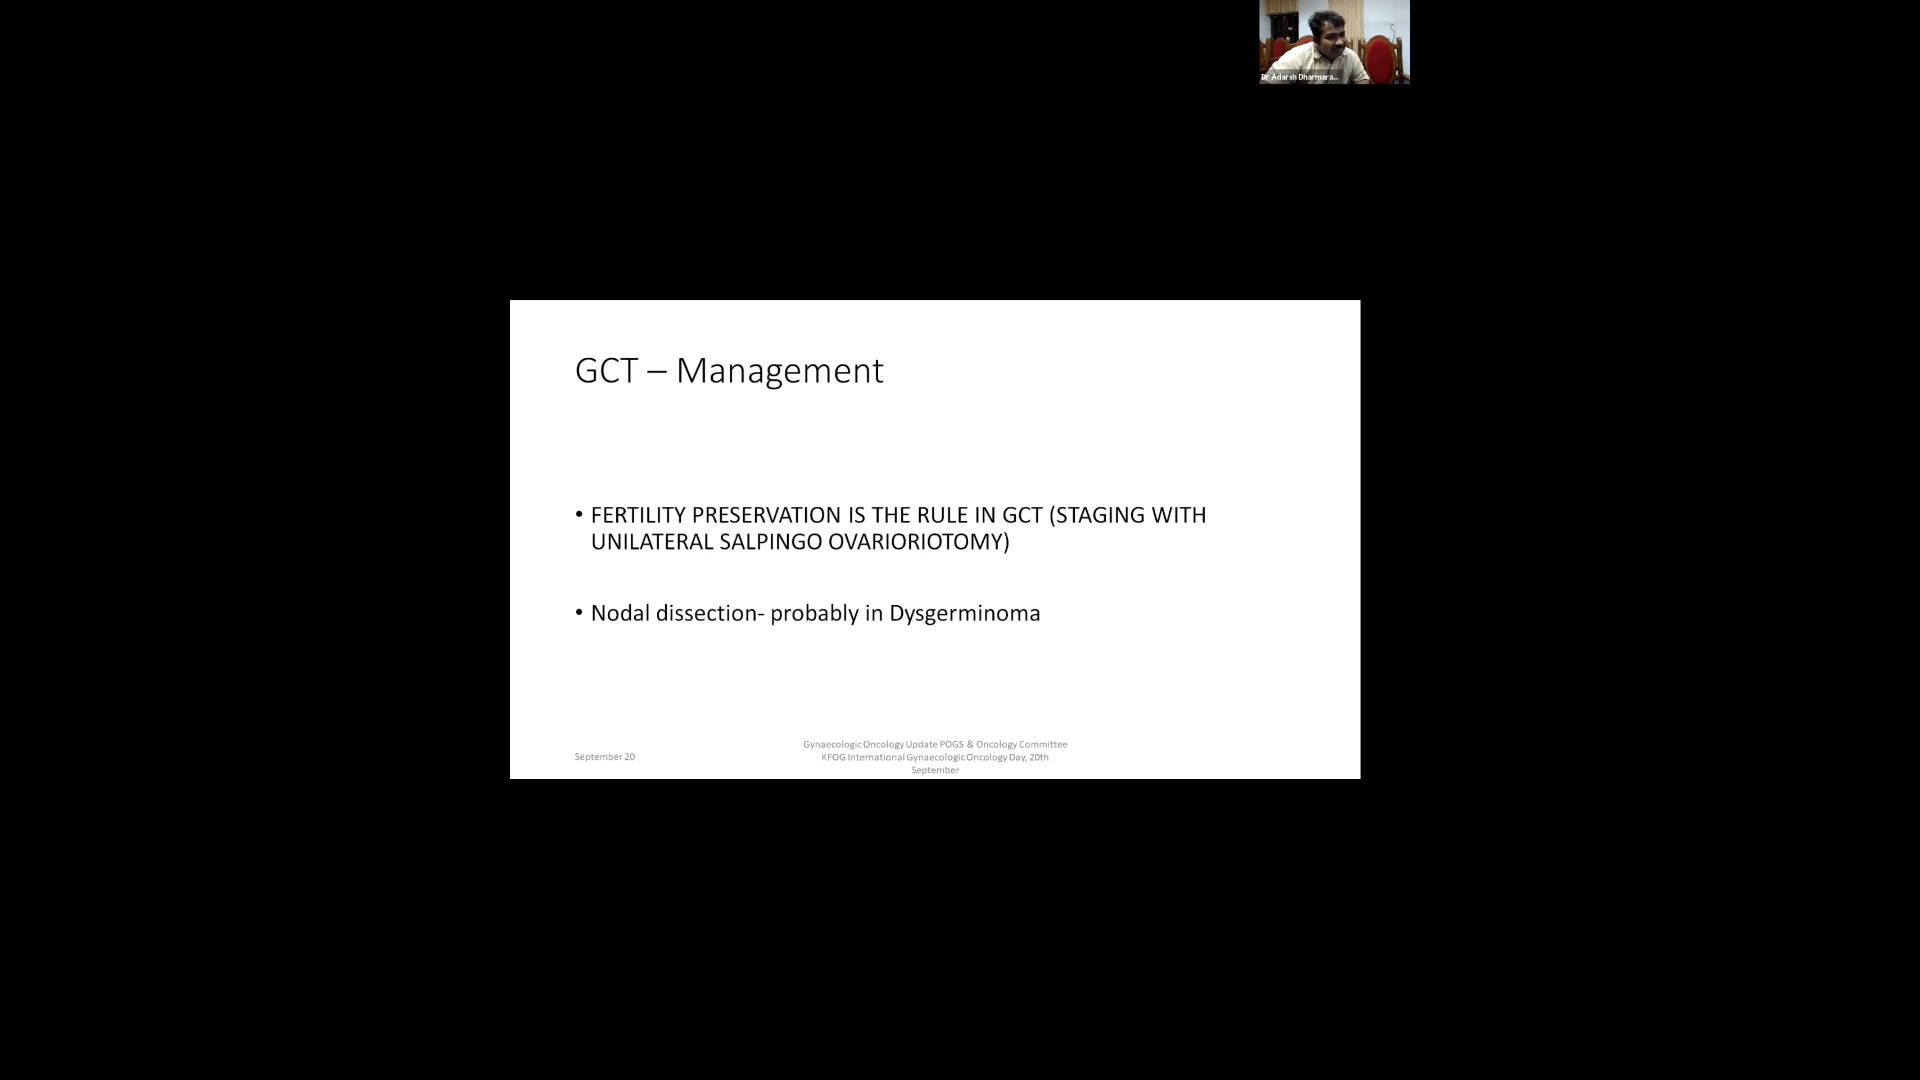 Dr Adarsh Dharmara...
GCT – Management
• FERTILITY PRESERVATION IS THE RULE IN GCT (STAGING WITH
UNILATERAL SALPINGO OVARIORIOTOMY)
• Nodal dissection- probably in Dysgerminoma
September 20
Gynaecologic Oncology Update POGS & Oncology Committee
KFOG International Gynaecologic Oncology Day, 20th
September